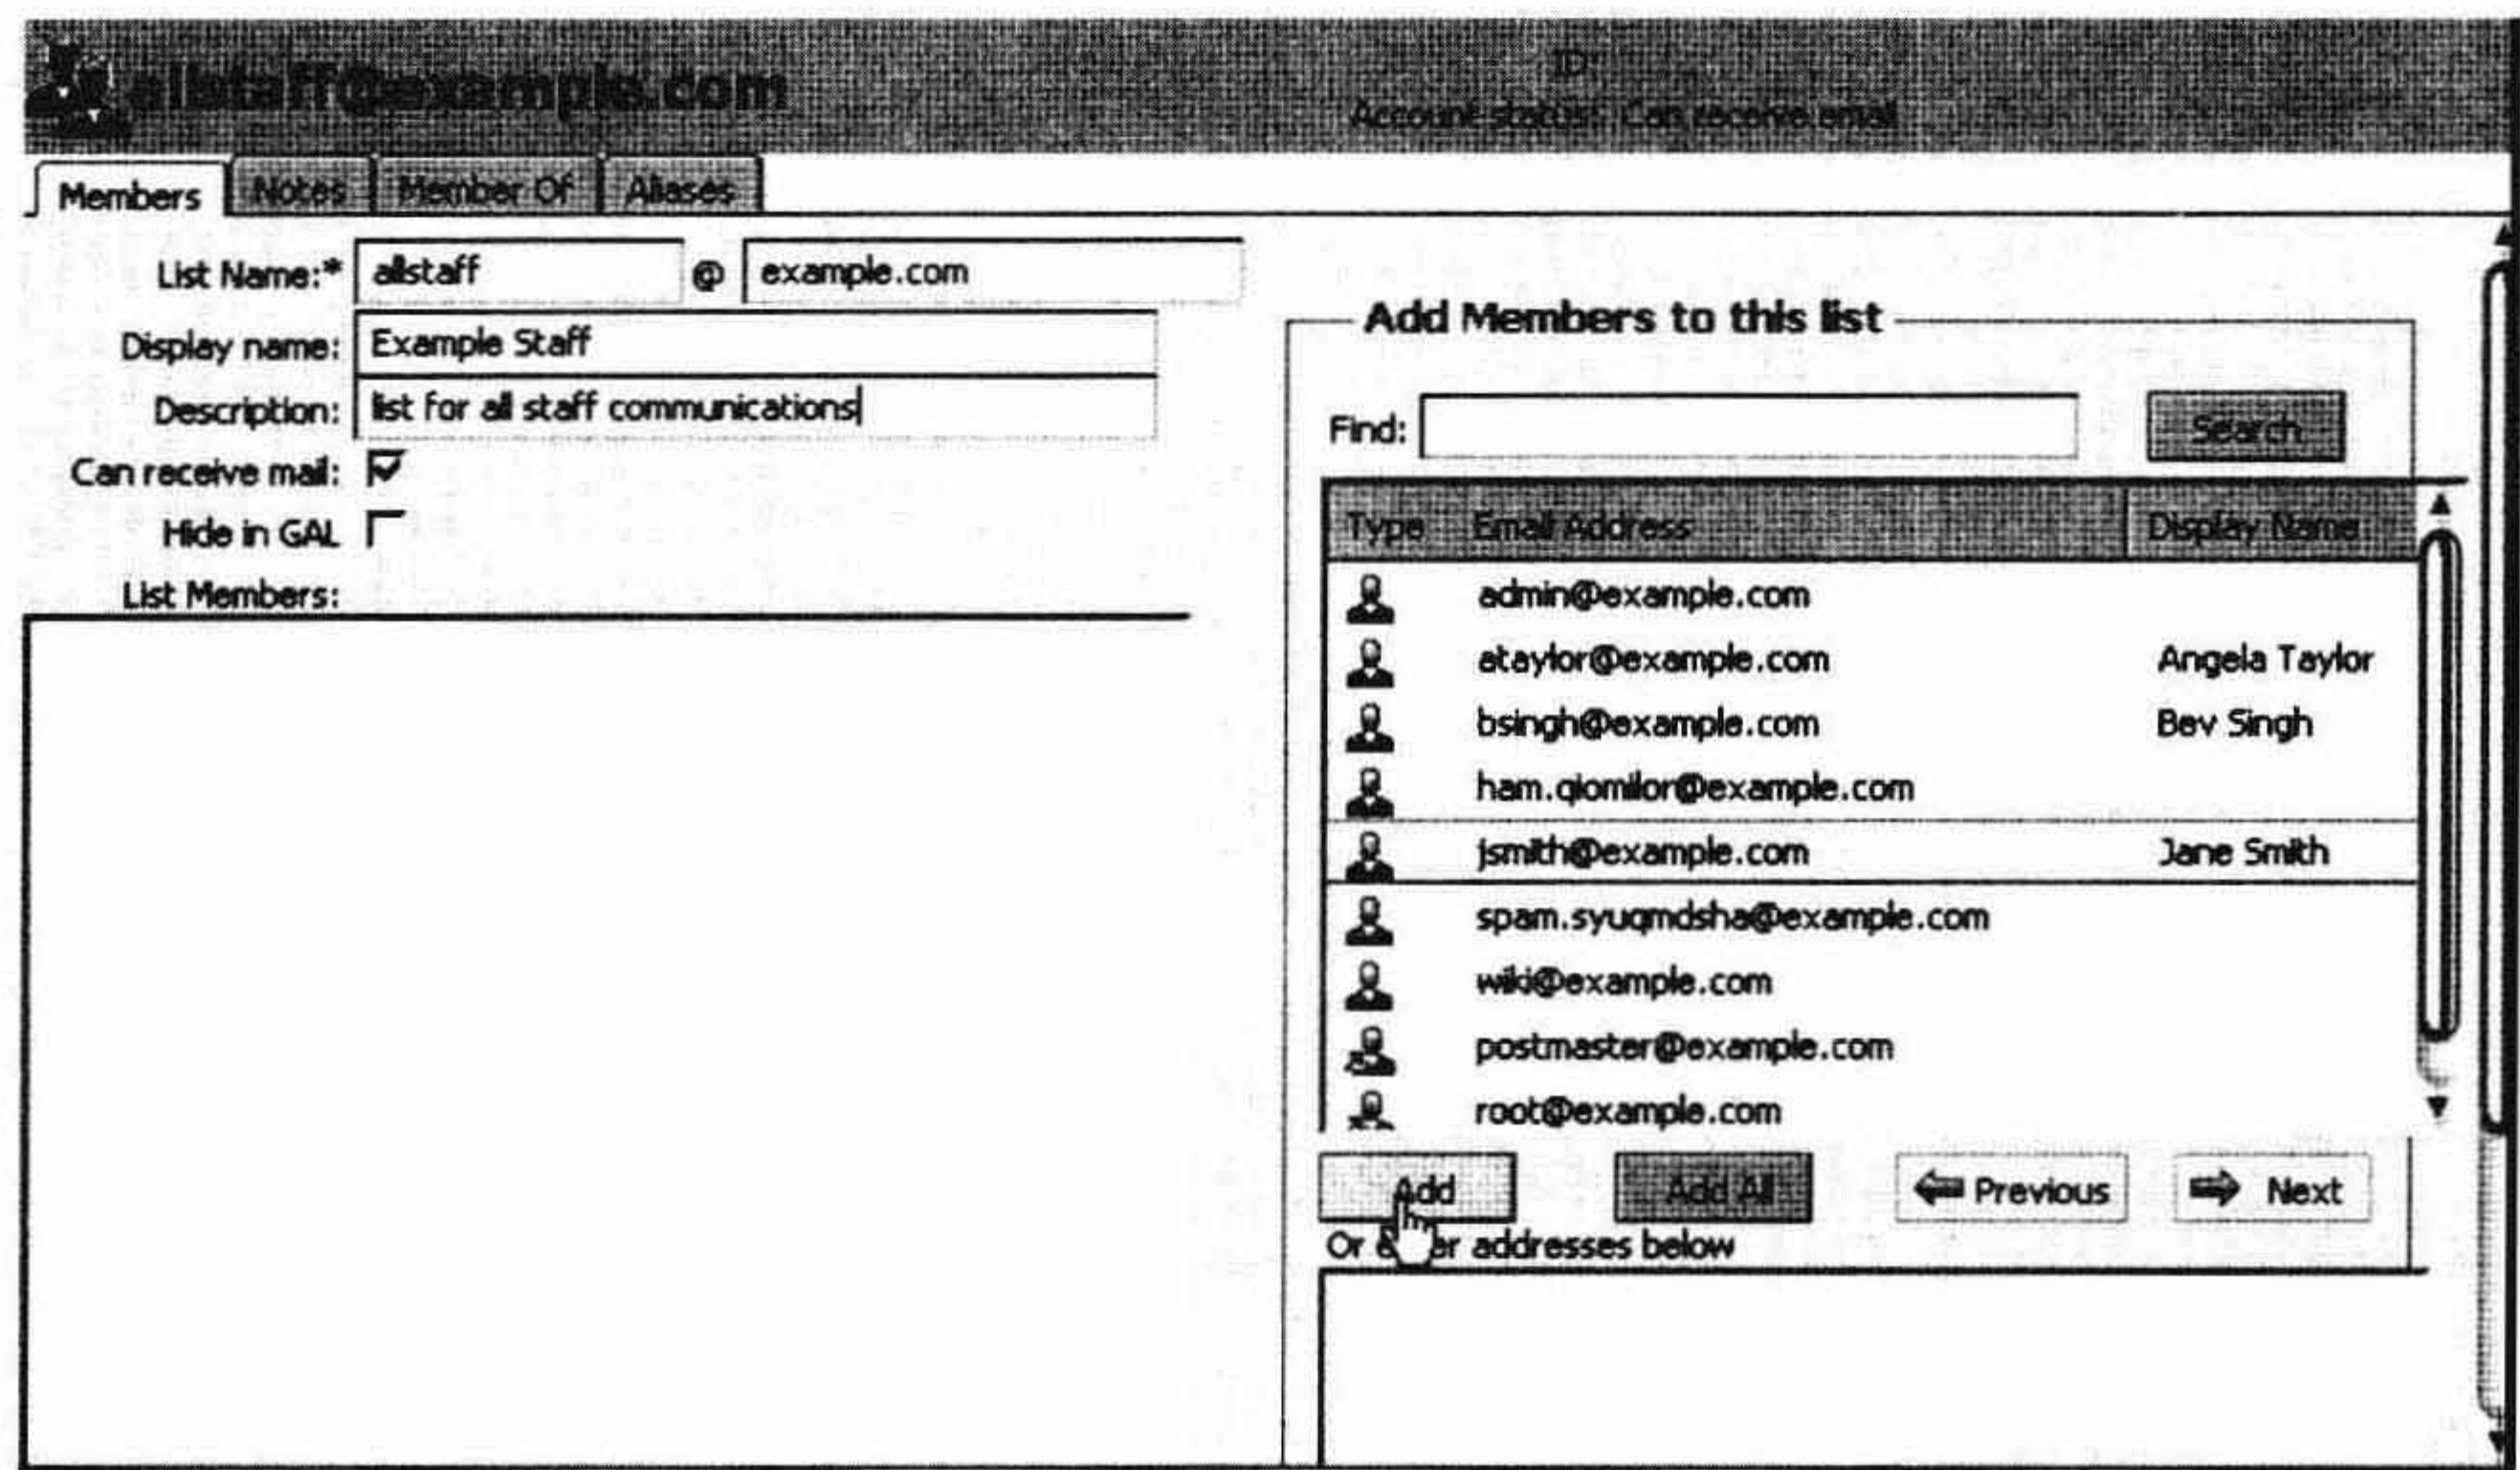 allstaff@example.com
ID:
Account status: Can receive email
Members Notes Member Of Aliases
List Name:* allstaff @ example.com
Display name: Example Staff
Description: list for all staff communications
Can receive mail:
Hide in GAL
List Members:
Add Members to this list
Find: Search
Type Email Address Display Name
admin@example.com
ataylor@example.com Angela Taylor
bsingh@example.com Bev Singh
ham.qiomilor@example.com
jsmith@example.com Jane Smith
spam.syuqmdsha@example.com
wiki@example.com
postmaster@example.com
root@example.com
Add Add All Previous Next
Or enter addresses below